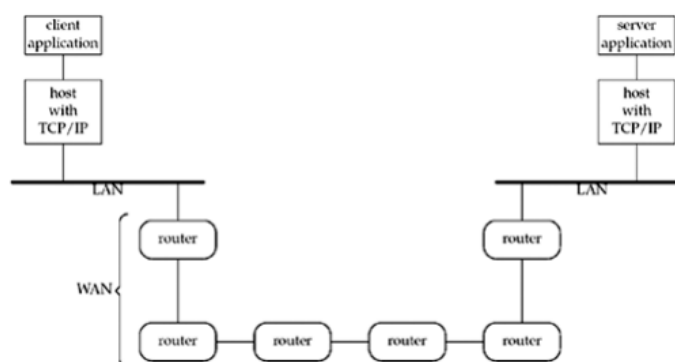 client
application
server
application
host
with
TCP/IP
host
with
TCP/IP
LAN
LAN
router
router
WAN
router
router
router
router